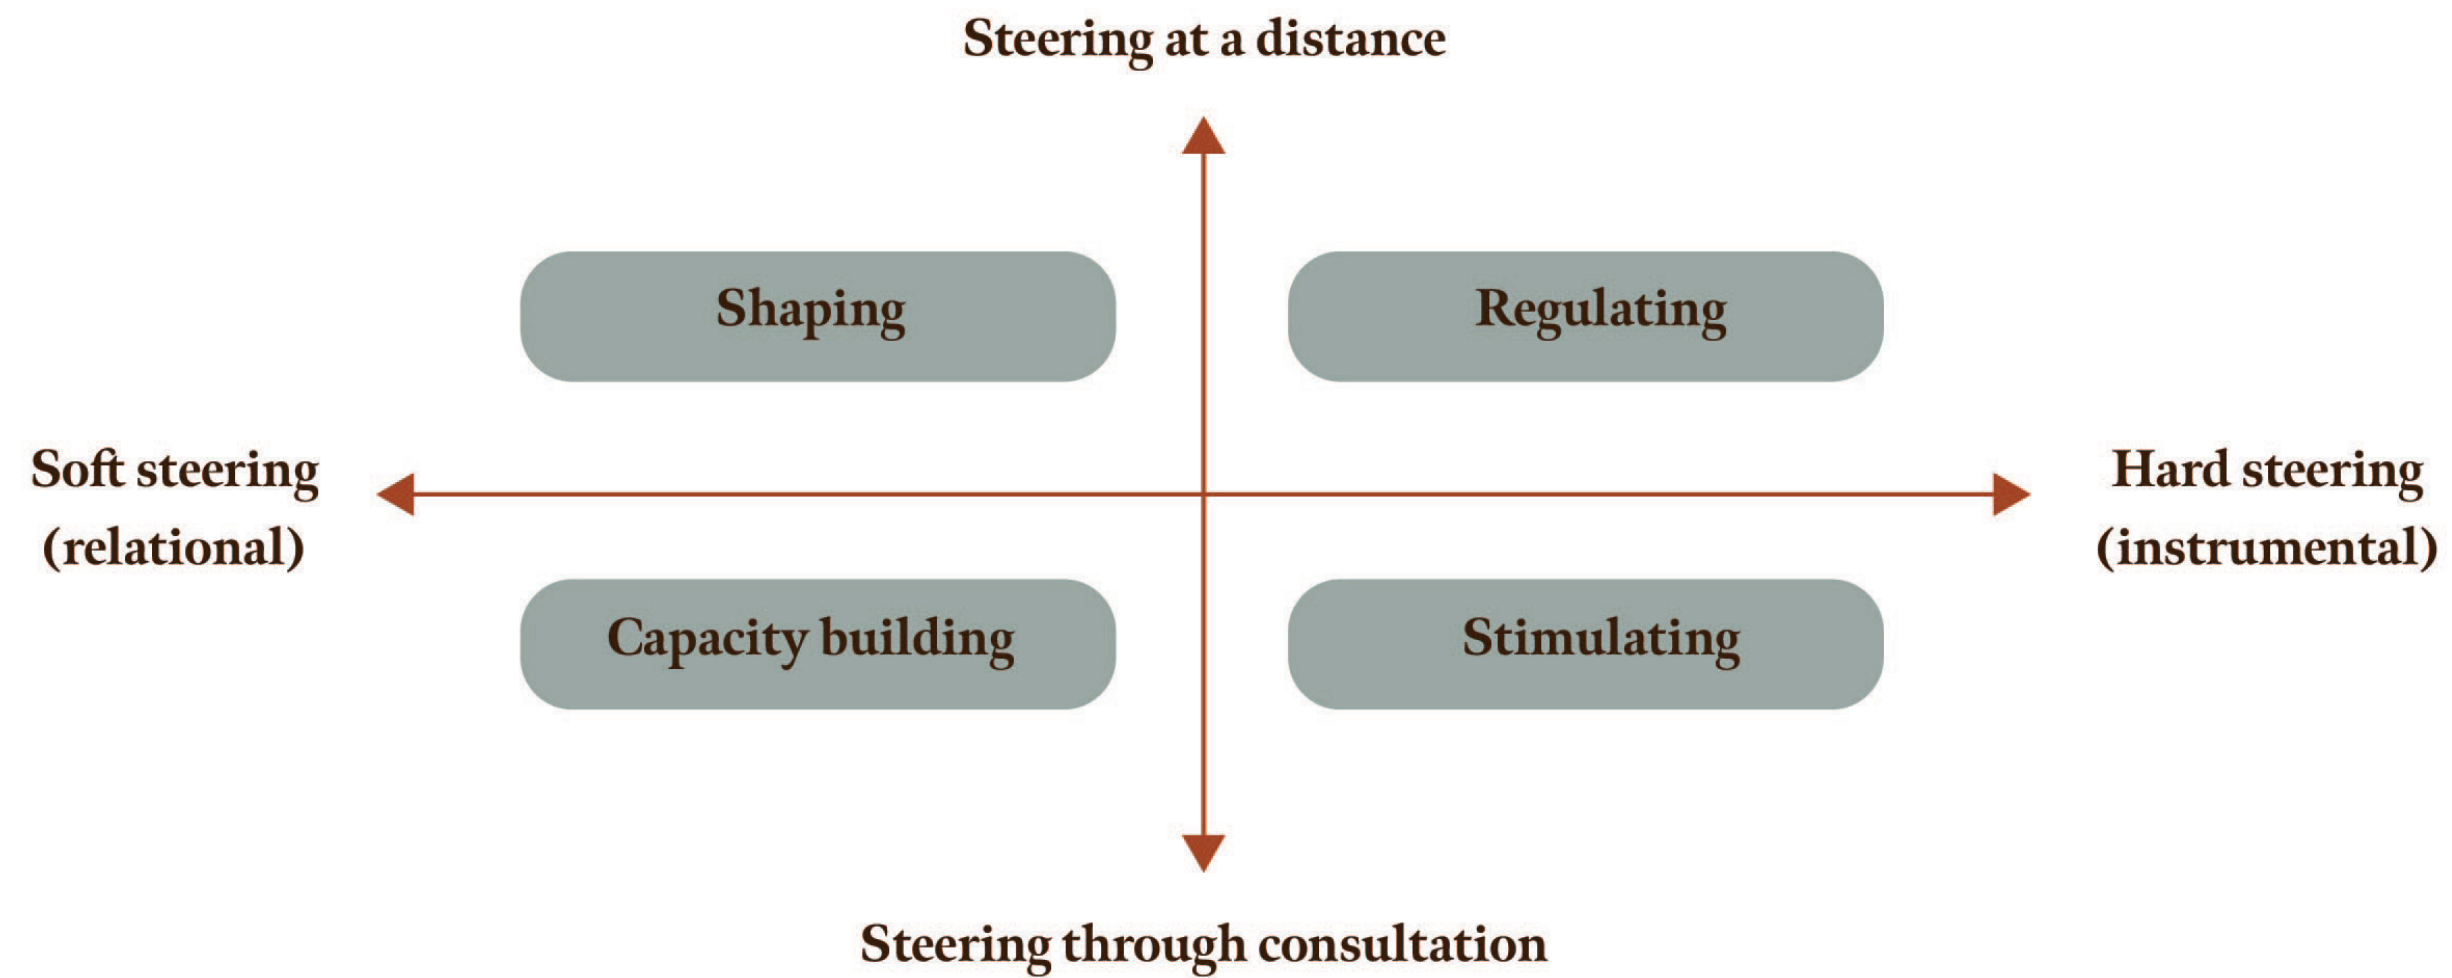 Steering at a distance
Shaping
Regulating
Soft steering
(relational)
Hard steering
(instrumental)
Capacity building
Stimulating
Steering through consultation